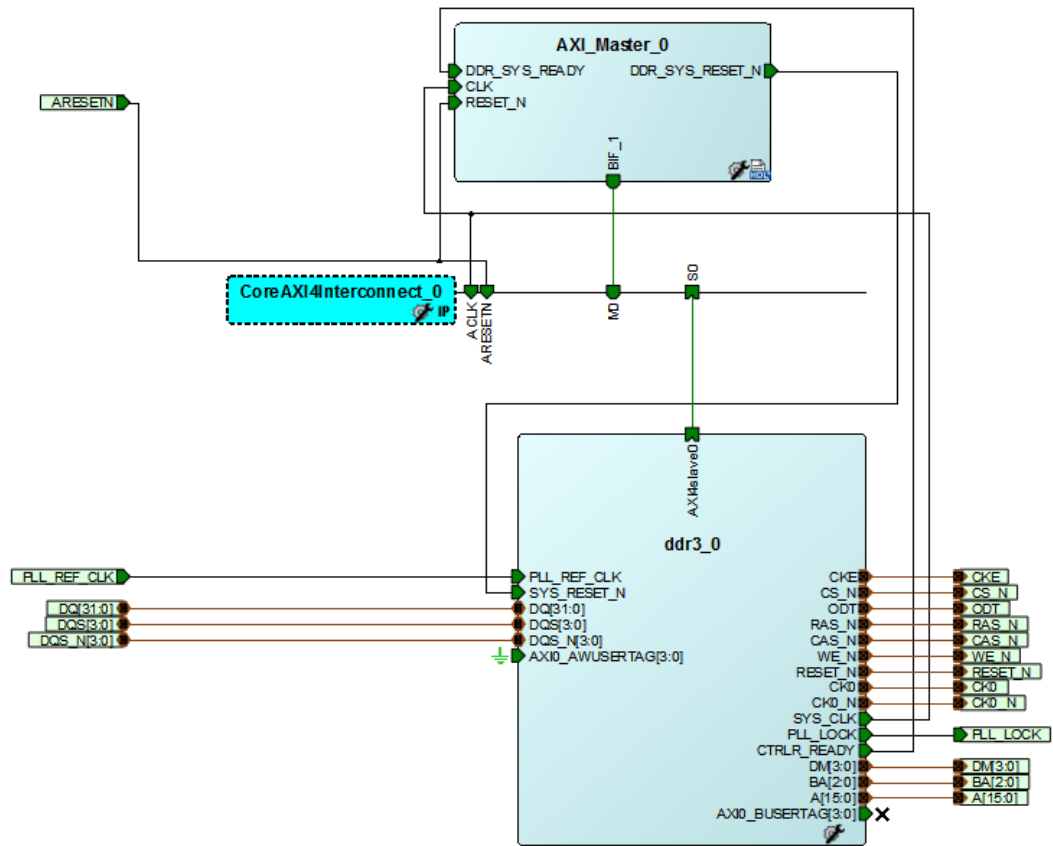 AXI_Master_0
DDR_SYS_READY
DDR_SYS_RESET_N
CLK
RESET_N
BIF_1
HDL
ARESETN
CoreAXI4Interconnect_0
IP
ACLK
ARESETN
M0
S0
AXI4slave0
ddr3_0
PLL_REF_CLK
PLL_REF_CLK
SYS_RESET_N
DQ[31:0]
DQ[31:0]
DQS[3:0]
DQS[3:0]
DQS_N[3:0]
DQS_N[3:0]
AXI0_AWUSERTAG[3:0]
CKE
CKE
CS_N
CS_N
ODT
ODT
RAS_N
RAS_N
CAS_N
CAS_N
WE_N
WE_N
RESET_N
RESET_N
CK0
CK0
CK0_N
CK0_N
SYS_CLK
PLL_LOCK
PLL_LOCK
CTRLR_READY
DM[3:0]
DM[3:0]
BA[2:0]
BA[2:0]
A[15:0]
A[15:0]
AXI0_BUSERTAG[3:0]